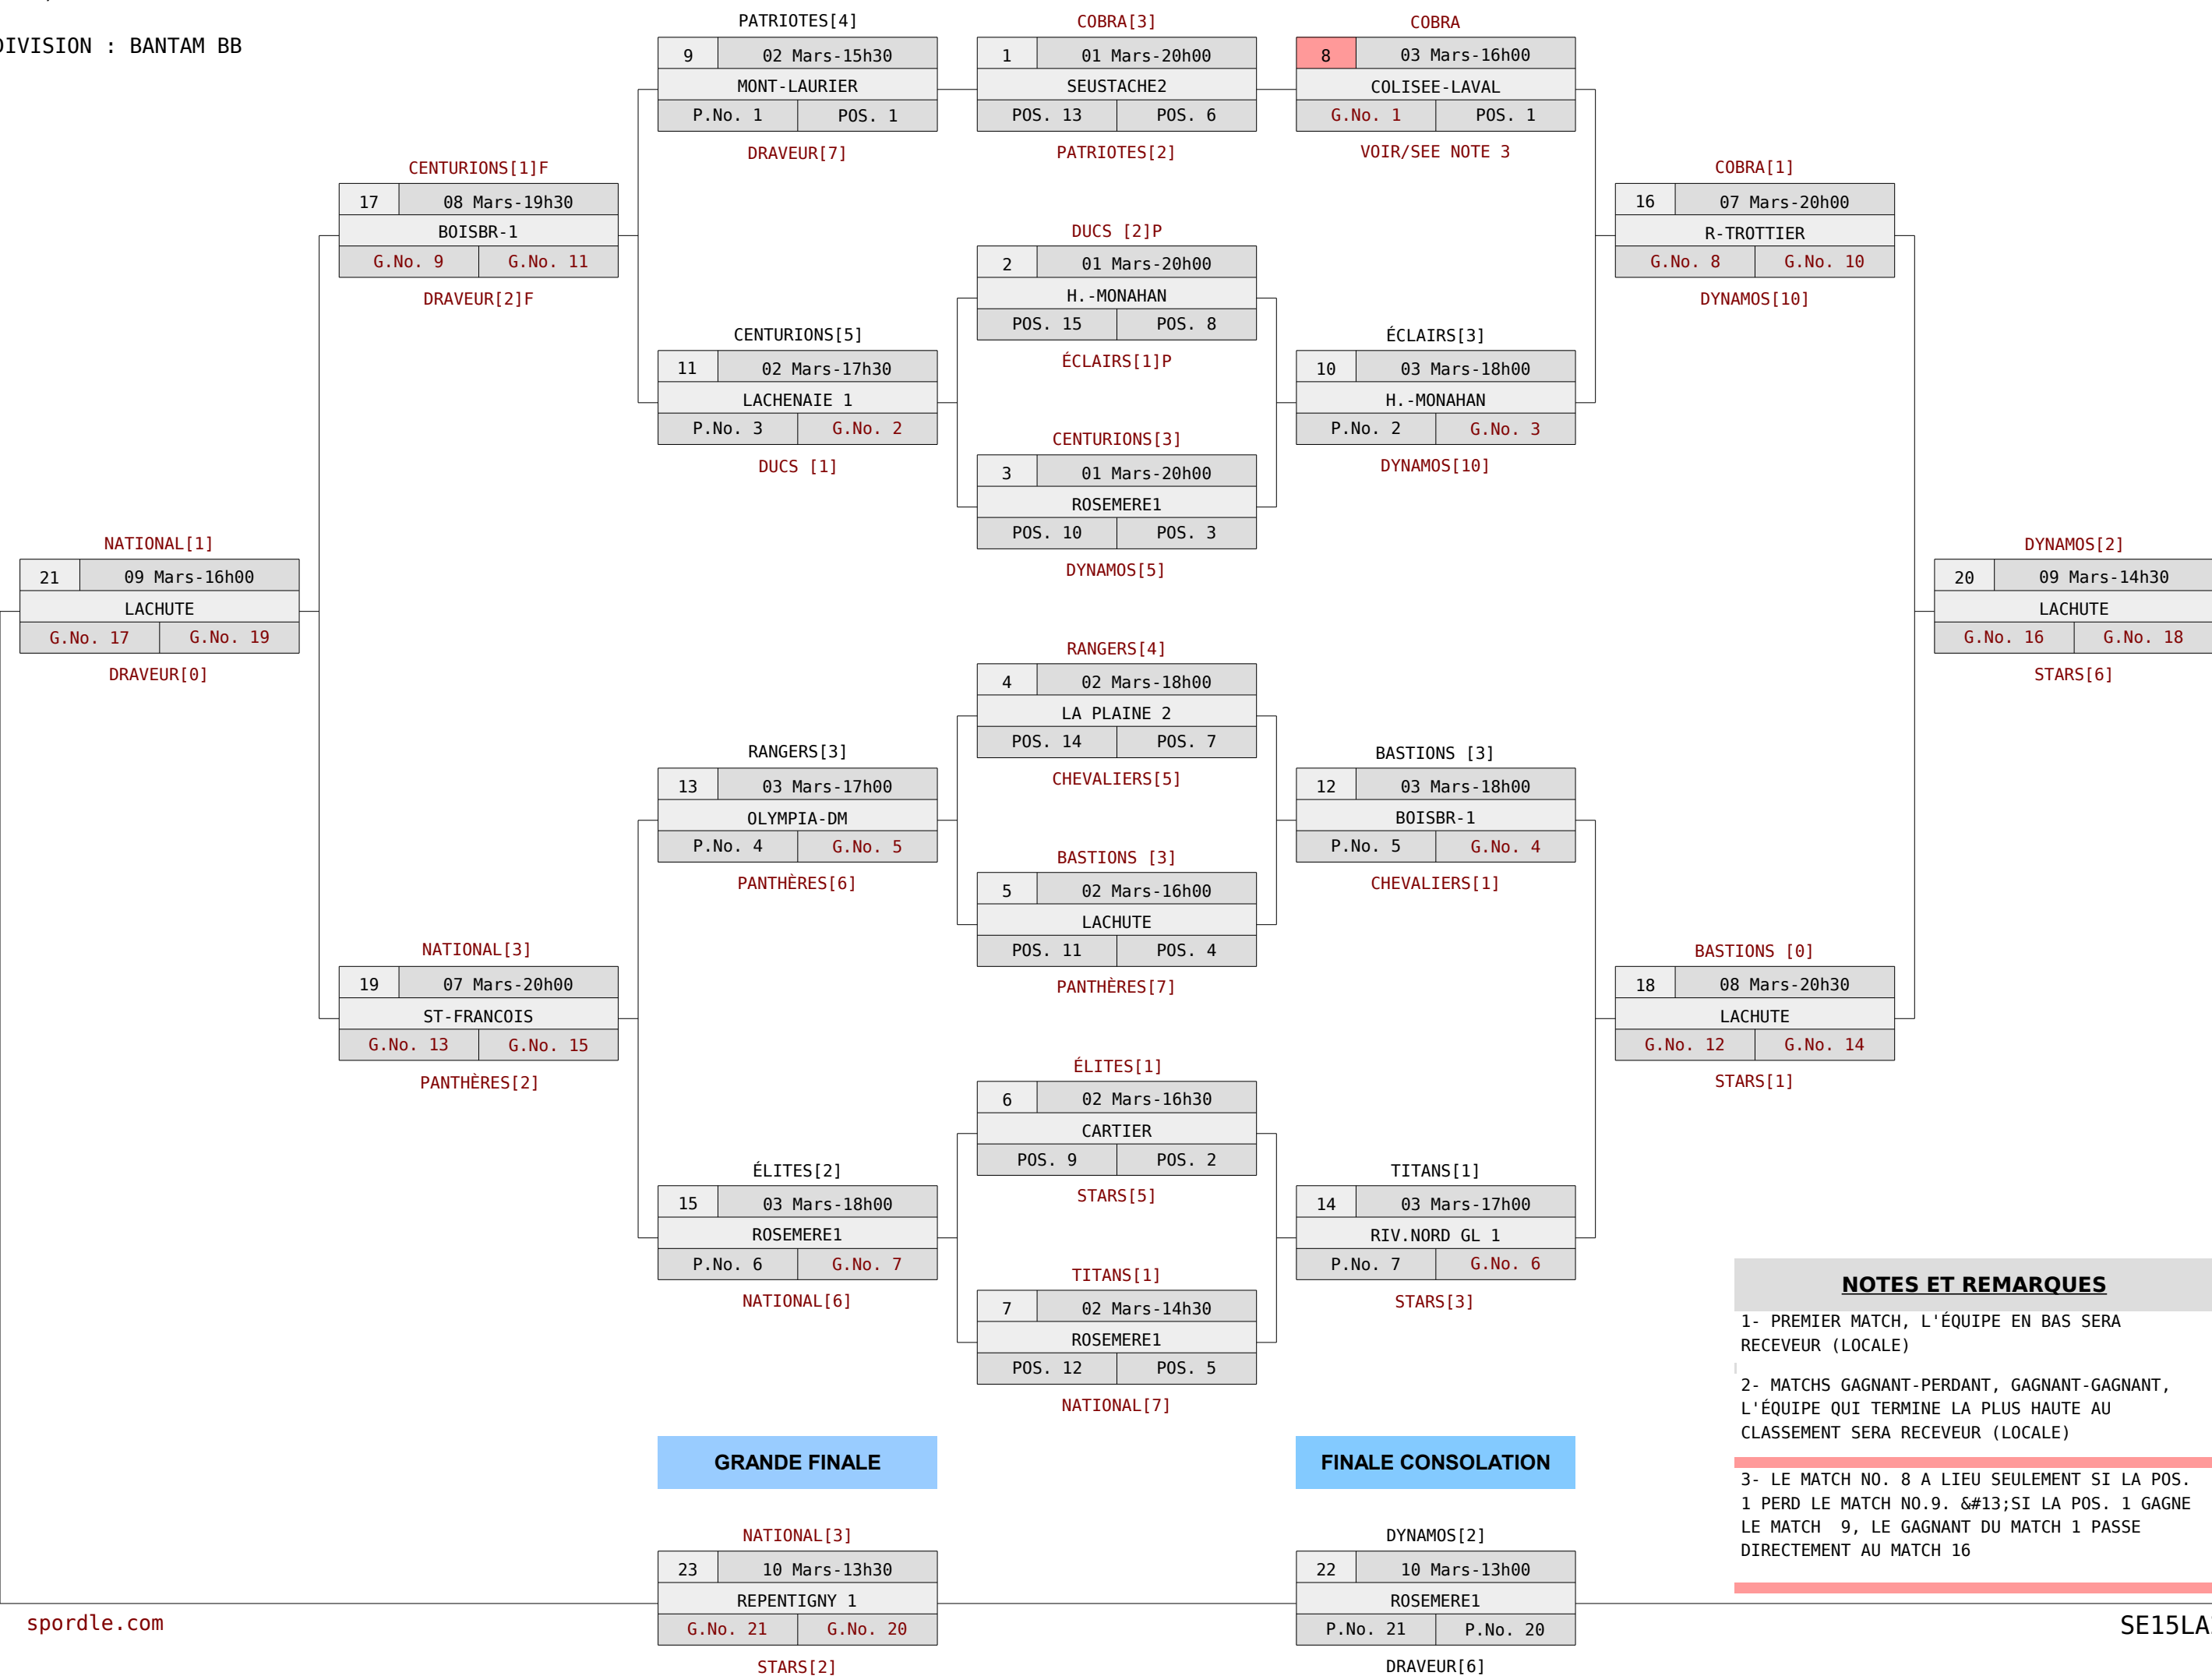 DIVISION : BANTAM BB
PATRIOTES[4]
9 02 Mars-15h30
MONT-LAURIER
P.No. 1 POS. 1
DRAVEUR[7]
COBRA[3]
1 01 Mars-20h00
SEUSTACHE2
POS. 13 POS. 6
PATRIOTES[2]
COBRA
8 03 Mars-16h00
COLISEE-LAVAL
G.No. 1 POS. 1
VOIR/SEE NOTE 3
CENTURIONS[1]F
17 08 Mars-19h30
BOISBR-1
G.No. 9 G.No. 11
DRAVEUR[2]F
COBRA[1]
16 07 Mars-20h00
R-TROTTIER
G.No. 8 G.No. 10
DYNAMOS[10]
DUCS [2]P
2 01 Mars-20h00
H.-MONAHAN
POS. 15 POS. 8
ÉCLAIRS[1]P
CENTURIONS[5]
11 02 Mars-17h30
LACHENAIE 1
P.No. 3 G.No. 2
DUCS [1]
ÉCLAIRS[3]
10 03 Mars-18h00
H.-MONAHAN
P.No. 2 G.No. 3
DYNAMOS[10]
CENTURIONS[3]
3 01 Mars-20h00
ROSEMERE1
POS. 10 POS. 3
DYNAMOS[5]
NATIONAL[1]
21 09 Mars-16h00
LACHUTE
G.No. 17 G.No. 19
DRAVEUR[0]
DYNAMOS[2]
20 09 Mars-14h30
LACHUTE
G.No. 16 G.No. 18
STARS[6]
RANGERS[4]
4 02 Mars-18h00
LA PLAINE 2
POS. 14 POS. 7
CHEVALIERS[5]
RANGERS[3]
13 03 Mars-17h00
OLYMPIA-DM
P.No. 4 G.No. 5
PANTHÈRES[6]
BASTIONS [3]
12 03 Mars-18h00
BOISBR-1
P.No. 5 G.No. 4
CHEVALIERS[1]
BASTIONS [3]
5 02 Mars-16h00
LACHUTE
POS. 11 POS. 4
PANTHÈRES[7]
NATIONAL[3]
19 07 Mars-20h00
ST-FRANCOIS
G.No. 13 G.No. 15
PANTHÈRES[2]
BASTIONS [0]
18 08 Mars-20h30
LACHUTE
G.No. 12 G.No. 14
STARS[1]
ÉLITES[1]
6 02 Mars-16h30
CARTIER
POS. 9 POS. 2
STARS[5]
ÉLITES[2]
15 03 Mars-18h00
ROSEMERE1
P.No. 6 G.No. 7
NATIONAL[6]
TITANS[1]
14 03 Mars-17h00
RIV.NORD GL 1
P.No. 7 G.No. 6
STARS[3]
TITANS[1]
7 02 Mars-14h30
ROSEMERE1
POS. 12 POS. 5
NATIONAL[7]
NOTES ET REMARQUES
1- PREMIER MATCH, L'ÉQUIPE EN BAS SERA
RECEVEUR (LOCALE)
2- MATCHS GAGNANT-PERDANT, GAGNANT-GAGNANT,
L'ÉQUIPE QUI TERMINE LA PLUS HAUTE AU
CLASSEMENT SERA RECEVEUR (LOCALE)
3- LE MATCH NO. 8 A LIEU SEULEMENT SI LA POS.
1 PERD LE MATCH NO.9. &#13;SI LA POS. 1 GAGNE
LE MATCH 9, LE GAGNANT DU MATCH 1 PASSE
DIRECTEMENT AU MATCH 16
GRANDE FINALE
NATIONAL[3]
23 10 Mars-13h30
REPENTIGNY 1
G.No. 21 G.No. 20
STARS[2]
FINALE CONSOLATION
DYNAMOS[2]
22 10 Mars-13h00
ROSEMERE1
P.No. 21 P.No. 20
DRAVEUR[6]
spordle.com
SE15LA